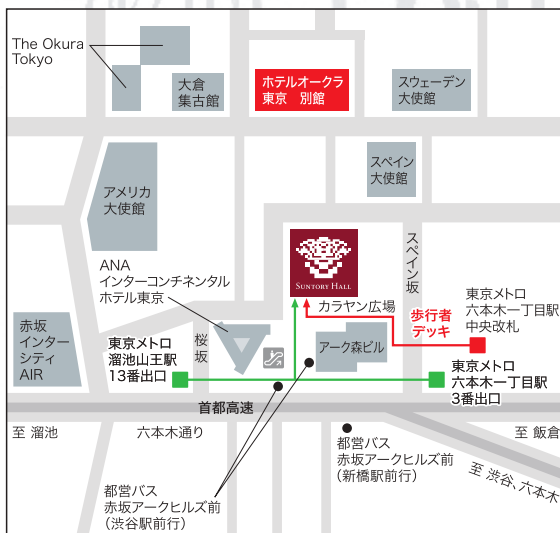 The Okura
Tokyo
大倉
集古館
ホテルオークラ
東京 別館
スウェーデン
大使館
スペイン
大使館
アメリカ
大使館
SUNTORY HALL
スペイン坂
ANA
インターコンチネンタル
ホテル東京
カラヤン広場
歩行者
デッキ
東京メトロ
六本木一丁目駅
中央改札
赤坂
インター
シティ
AIR
東京メトロ
溜池山王駅
13番出口
桜坂
アーク森ビル
東京メトロ
六本木一丁目駅
3番出口
首都高速
至 溜池
六本木通り
至 飯倉
都営バス
赤坂アークヒルズ前
(新橋駅前行)
至 渋谷、六本木
都営バス
赤坂アークヒルズ前
(渋谷駅前行)